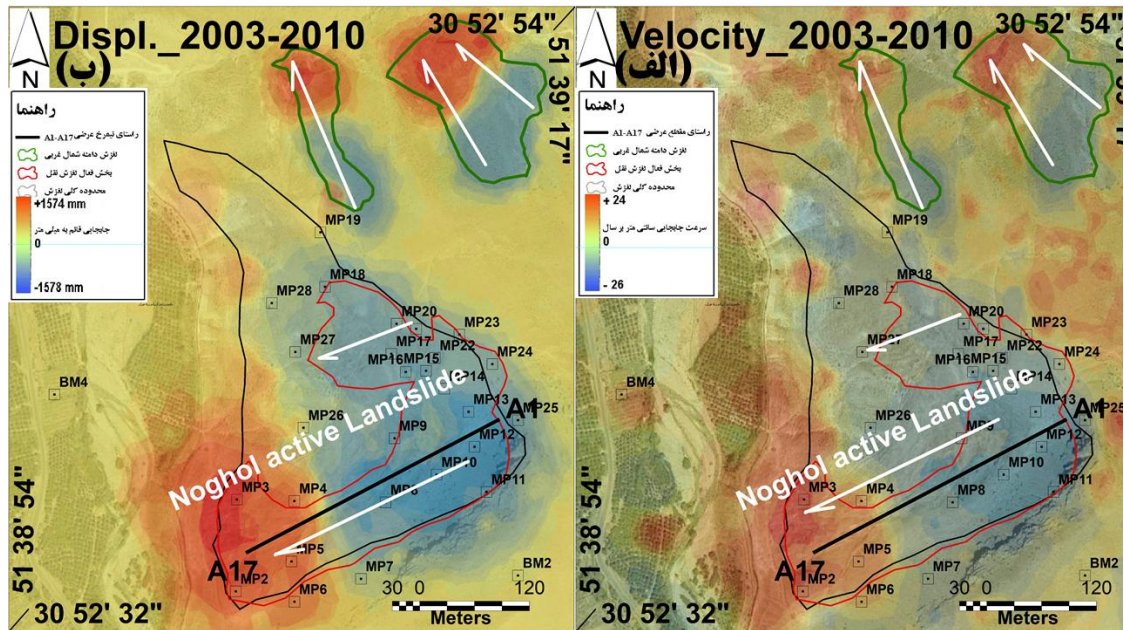 Displ._2003-2010
(ب)
N
30 52' 54"
51 39' 17"
راهنما
راستای نیمرخ عرضی A1-A17
لغزش دامنه شمال غربی
بخش فعال لغزش نقل
محدوده کلی لغزش
+1574 mm
جابجایی قائم به میلی متر
0
-1578 mm
MP19
MP18
MP28
MP20
MP23
MP17
MP27
MP22
MP16
MP15
MP24
MP14
BM4
MP13
MP25
A1
MP26
MP9
MP12
MP10
Noghol active Landslide
MP3
MP4
MP8
MP11
MP5
A17
MP2
MP7
BM2
MP6
51 38' 54"
30 52' 32"
30 0 120
Meters
Velocity_2003-2010
(الف)
N
30 52' 54"
راهنما
راستای مقطع عرضی A1-A17
لغزش دامنه شمال غربی
بخش فعال لغزش نقل
محدوده کلی لغزش
+ 24
سرعت جابجایی سانتی متر بر سال
0
- 26
MP19
MP18
MP28
MP20
MP23
MP17
MP27
MP22
MP16
MP15
MP24
MP14
BM4
MP13
MP25
A1
MP26
MP9
MP12
MP10
Noghol active Landslide
MP3
MP4
MP8
MP11
MP5
A17
MP2
MP7
BM2
MP6
51 38' 54"
30 52' 32"
30 0 120
Meters